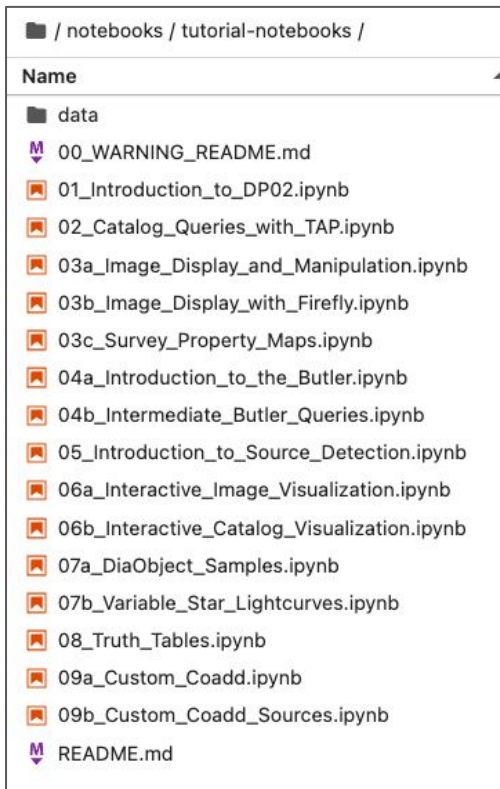 / notebooks / tutorial-notebooks /
Name
data
00_WARNING_README.md
01_Introduction_to_DP02.ipynb
02_Catalog_Queries_with_TAP.ipynb
03a_Image_Display_and_Manipulation.ipynb
03b_Image_Display_with_Firefly.ipynb
03c_Survey_Property_Maps.ipynb
04a_Introduction_to_the_Butler.ipynb
04b_Intermediate_Butler_Queries.ipynb
05_Introduction_to_Source_Detection.ipynb
06a_Interactive_Image_Visualization.ipynb
06b_Interactive_Catalog_Visualization.ipynb
07a_DiaObject_Samples.ipynb
07b_Variable_Star_Lightcurves.ipynb
08_Truth_Tables.ipynb
09a_Custom_Coadd.ipynb
09b_Custom_Coadd_Sources.ipynb
README.md